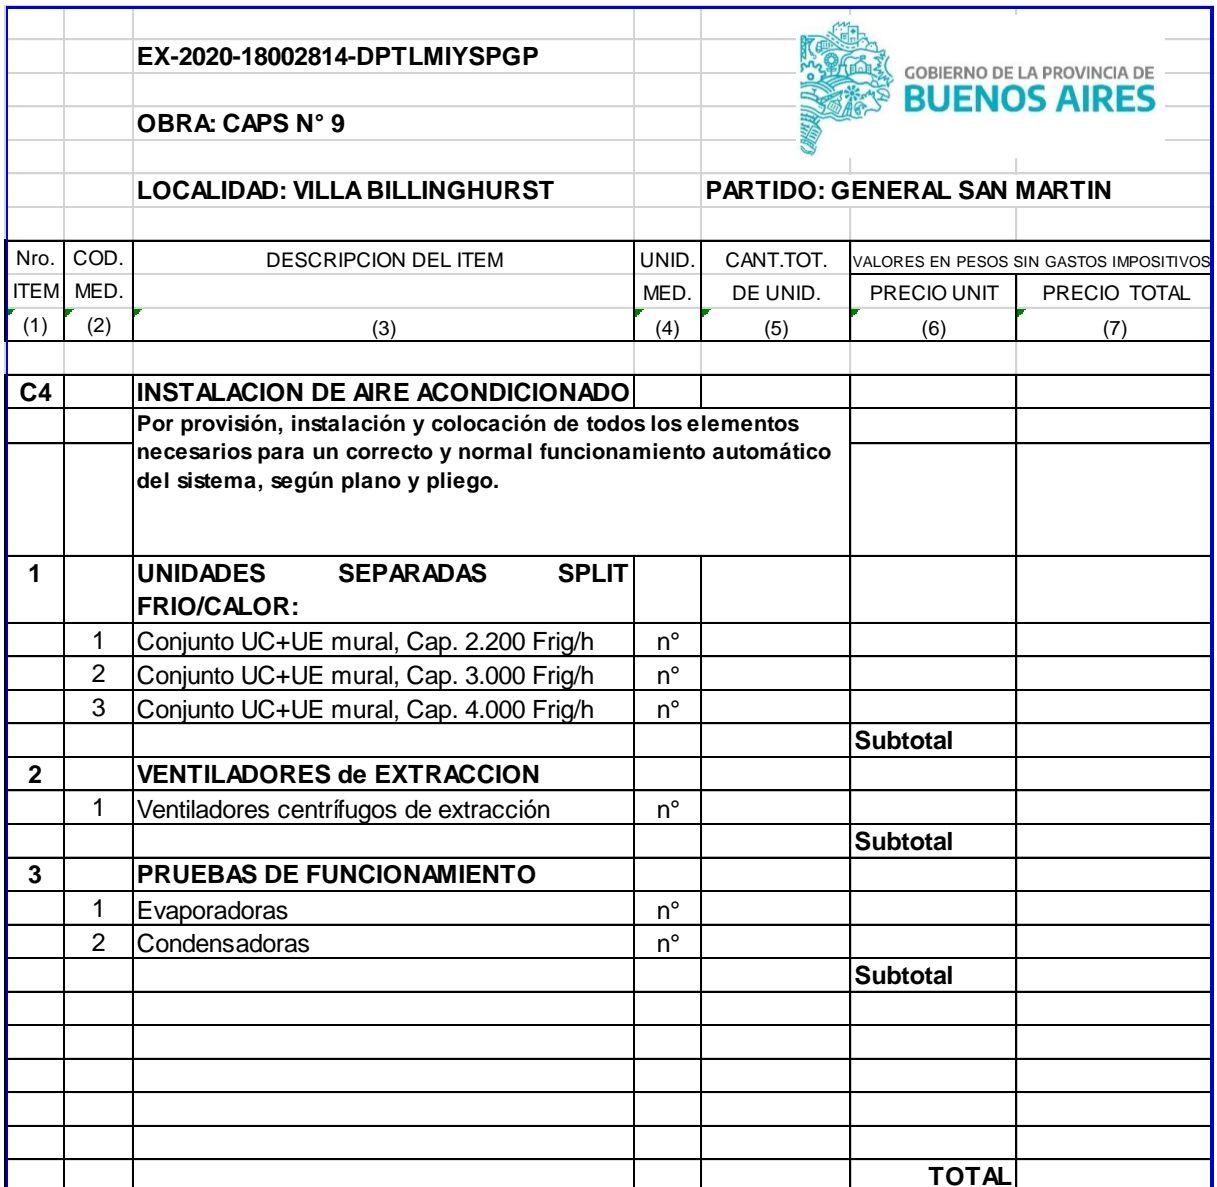 EX-2020-18002814-DPTLMIYSPGP
GOBIERNO DE LA PROVINCIA DE
BUENOS AIRES
OBRA: CAPS N° 9
LOCALIDAD: VILLA BILLINGHURST PARTIDO: GENERAL SAN MARTIN
Nro. COD. DESCRIPCION DEL ITEM UNID. CANT.TOT. VALORES EN PESOS SIN GASTOS IMPOSITIVOS
ITEM MED. MED. DE UNID. PRECIO UNIT PRECIO TOTAL
(1) (2) (3) (4) (5) (6) (7)
C4 INSTALACION DE AIRE ACONDICIONADO
Por provisión, instalación y colocación de todos los elementos
necesarios para un correcto y normal funcionamiento automático
del sistema, según plano y pliego.
1 UNIDADES SEPARADAS SPLIT
FRIO/CALOR:
1 Conjunto UC+UE mural, Cap. 2.200 Frig/h n°
2 Conjunto UC+UE mural, Cap. 3.000 Frig/h n°
3 Conjunto UC+UE mural, Cap. 4.000 Frig/h n°
Subtotal
2 VENTILADORES de EXTRACCION
1 Ventiladores centrífugos de extracción n°
Subtotal
3 PRUEBAS DE FUNCIONAMIENTO
1 Evaporadoras n°
2 Condensadoras n°
Subtotal
TOTAL